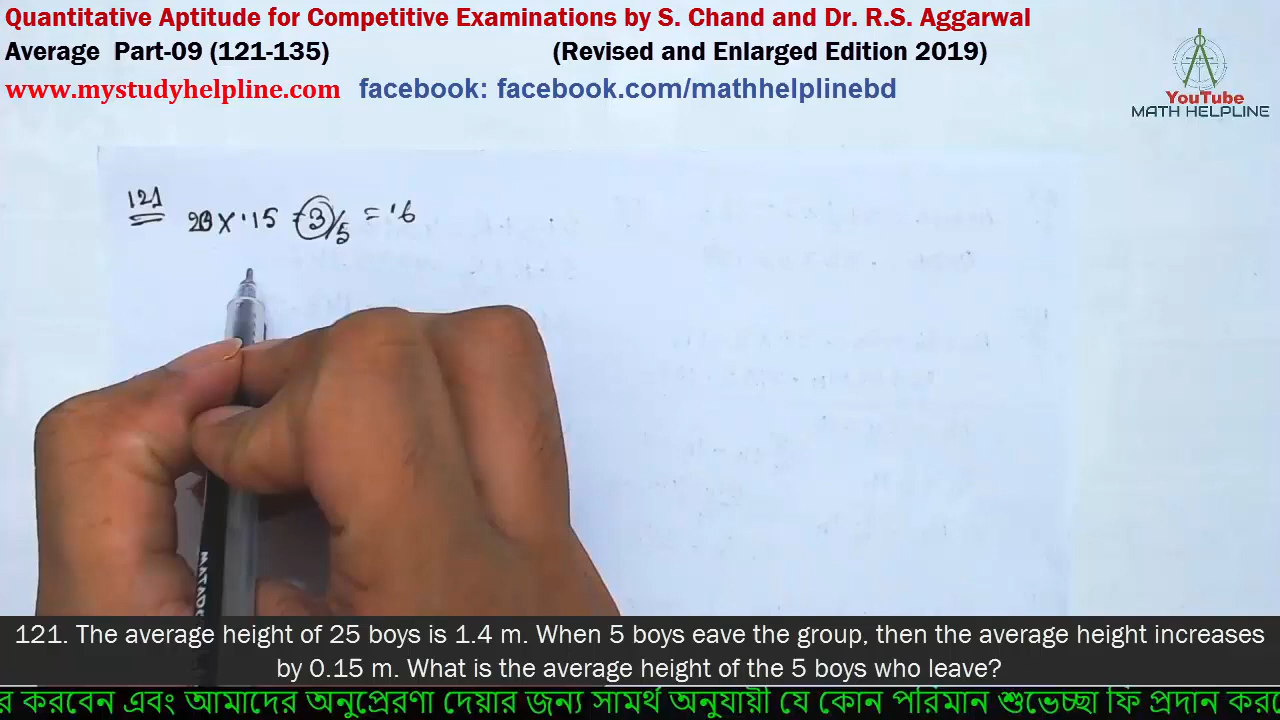 Quantitative Aptitude for Competitive Examinations by S. Chand and Dr. R.S. Aggarwal
Average Part-09 (121-135) (Revised and Enlarged Edition 2019)
www.mystudyhelpline.com facebook: facebook.com/mathhelplinebd
YouTube
MATH HELPLINE
121
20 X .15 = 3/5 = .6
MATADO
121. The average height of 25 boys is 1.4 m. When 5 boys eave the group, then the average height increases
by 0.15 m. What is the average height of the 5 boys who leave?
করবেন এবং আমাদের অনুপ্রেরণা দেয়ার জন্য সামর্থ অনুযায়ী যে কোন পরিমান শুভেচ্ছা ফি প্রদান